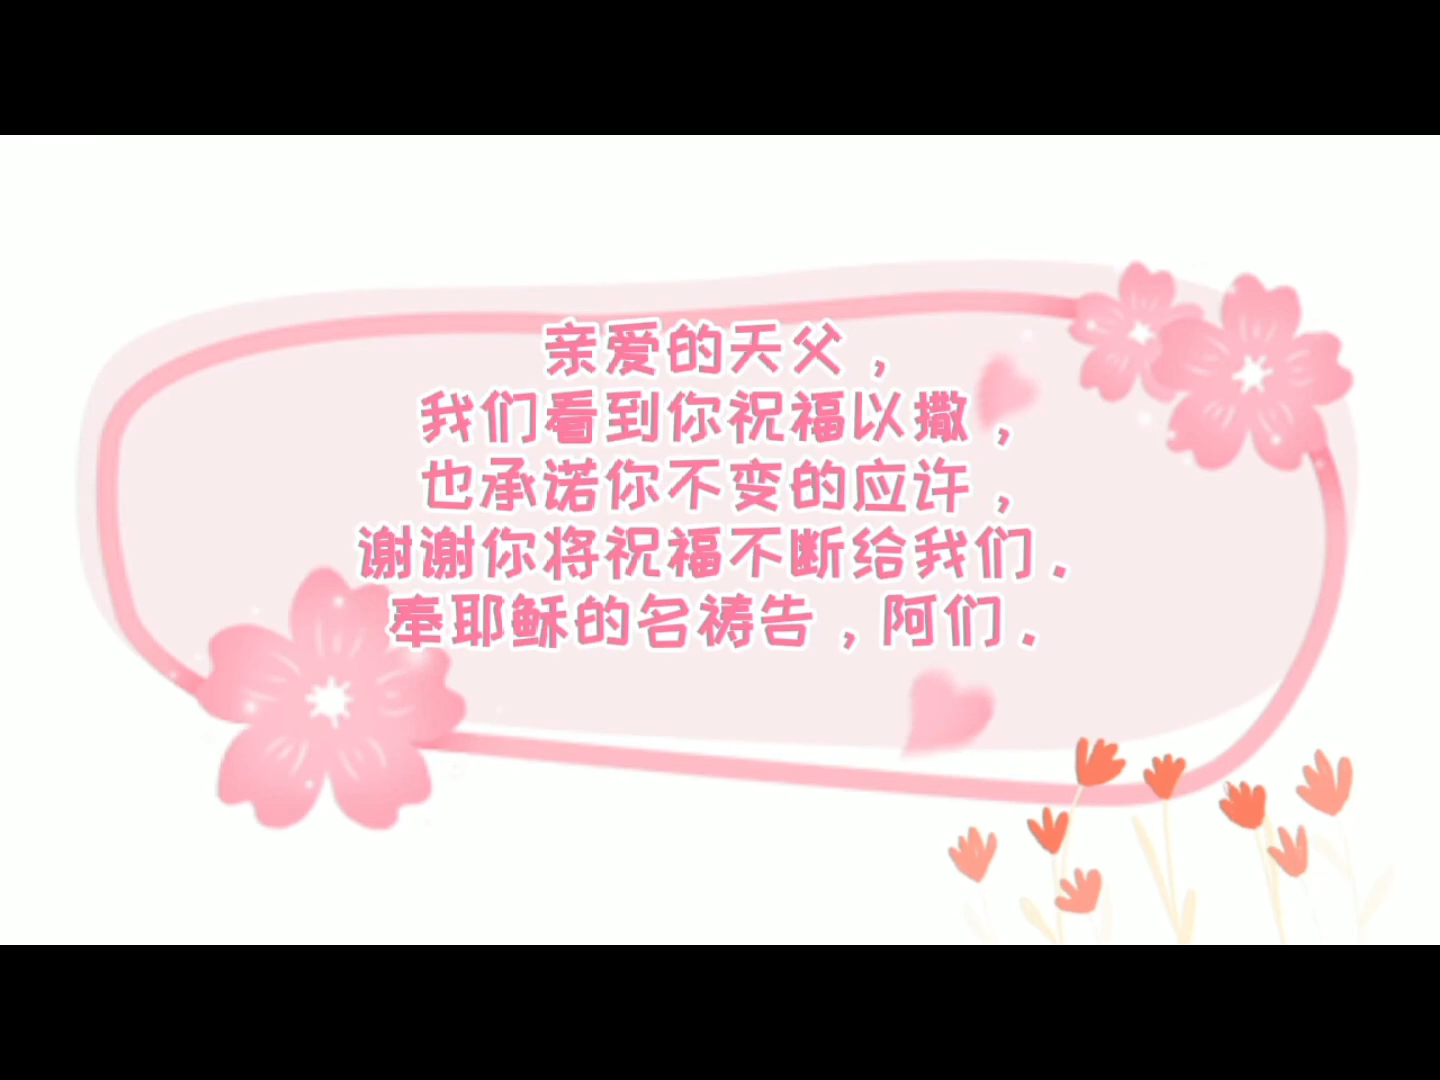 亲爱的天父，
我们看到你祝福以撒，
也承诺你不变的应许，
谢谢你将祝福不断给我们．
奉耶稣的名祷告，阿们．